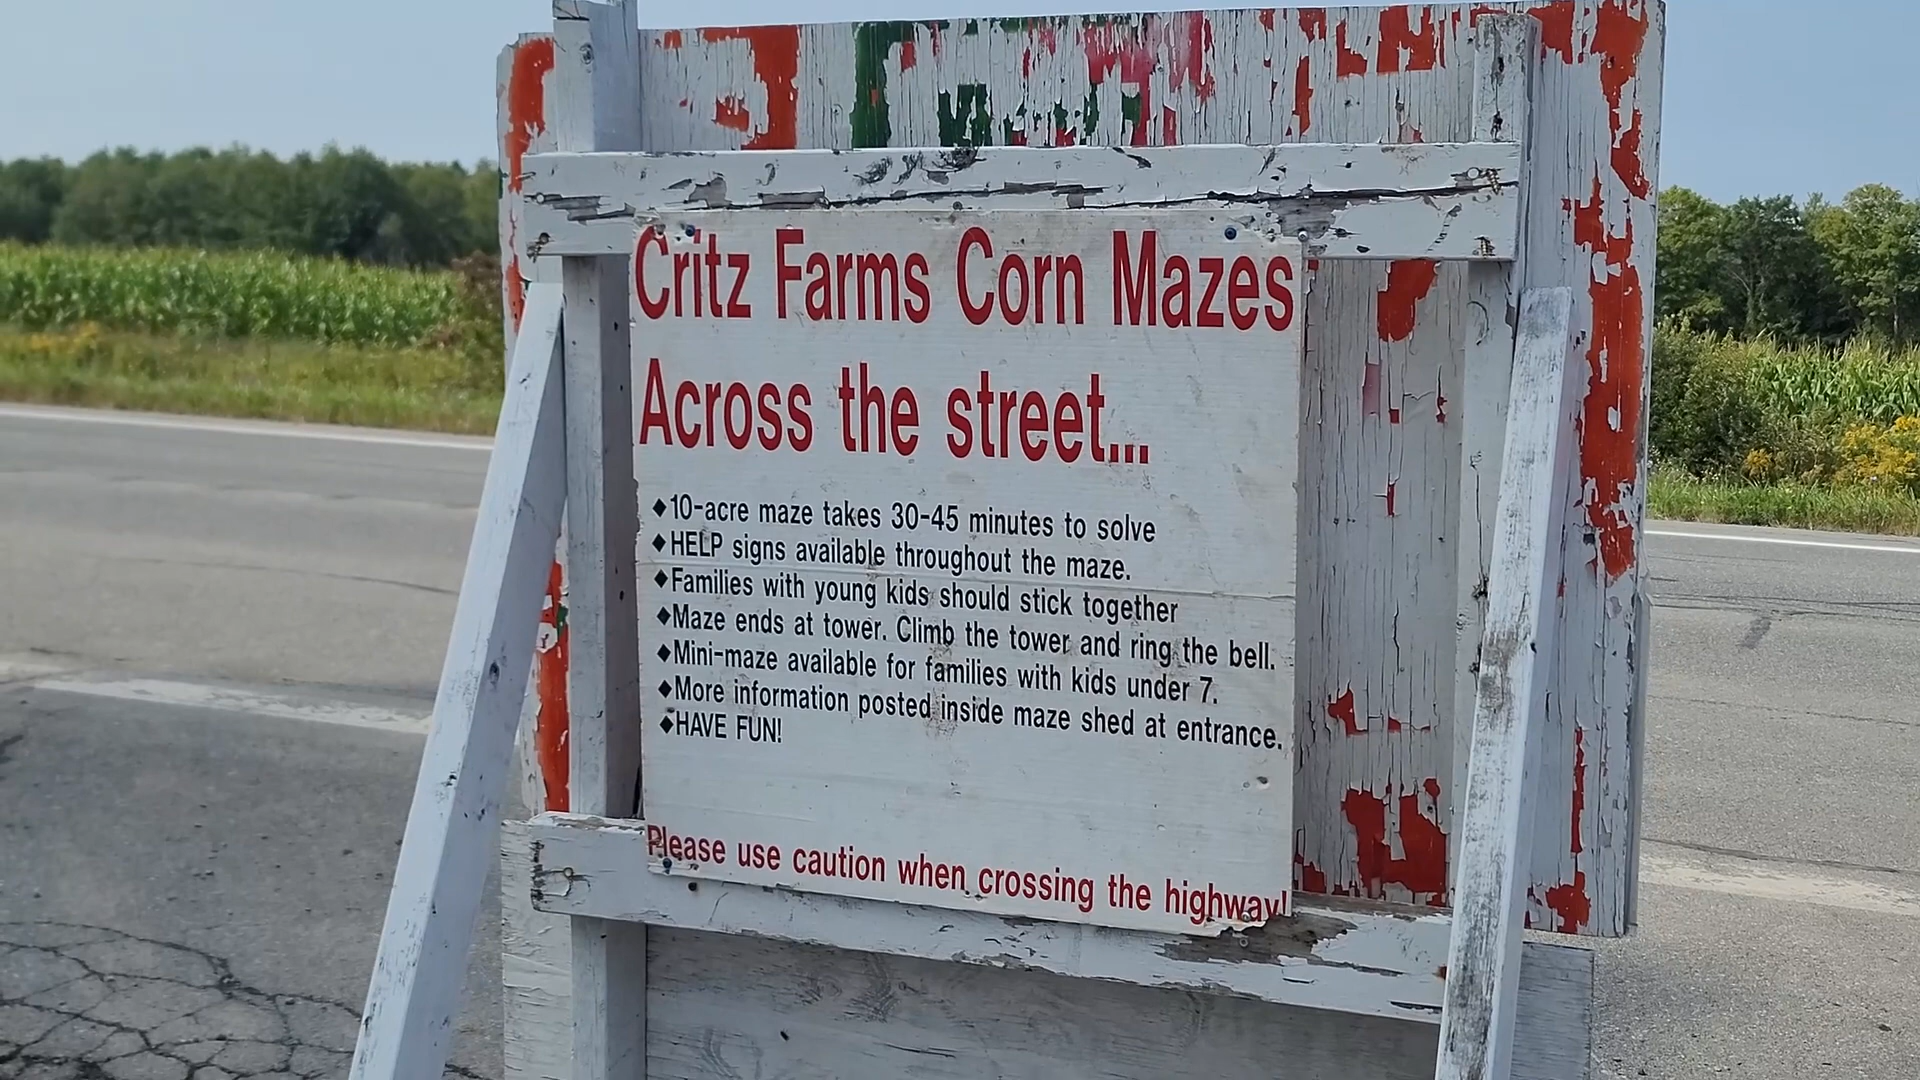 Critz Farms Corn Mazes
Across the street...
♦10-acre maze takes 30-45 minutes to solve
♦HELP signs available throughout the maze.
♦Families with young kids should stick together
♦Maze ends at tower. Climb the tower and ring the bell.
♦Mini-maze available for families with kids under 7.
♦More information posted inside maze shed at entrance.
♦HAVE FUN!
Please use caution when crossing the highway!